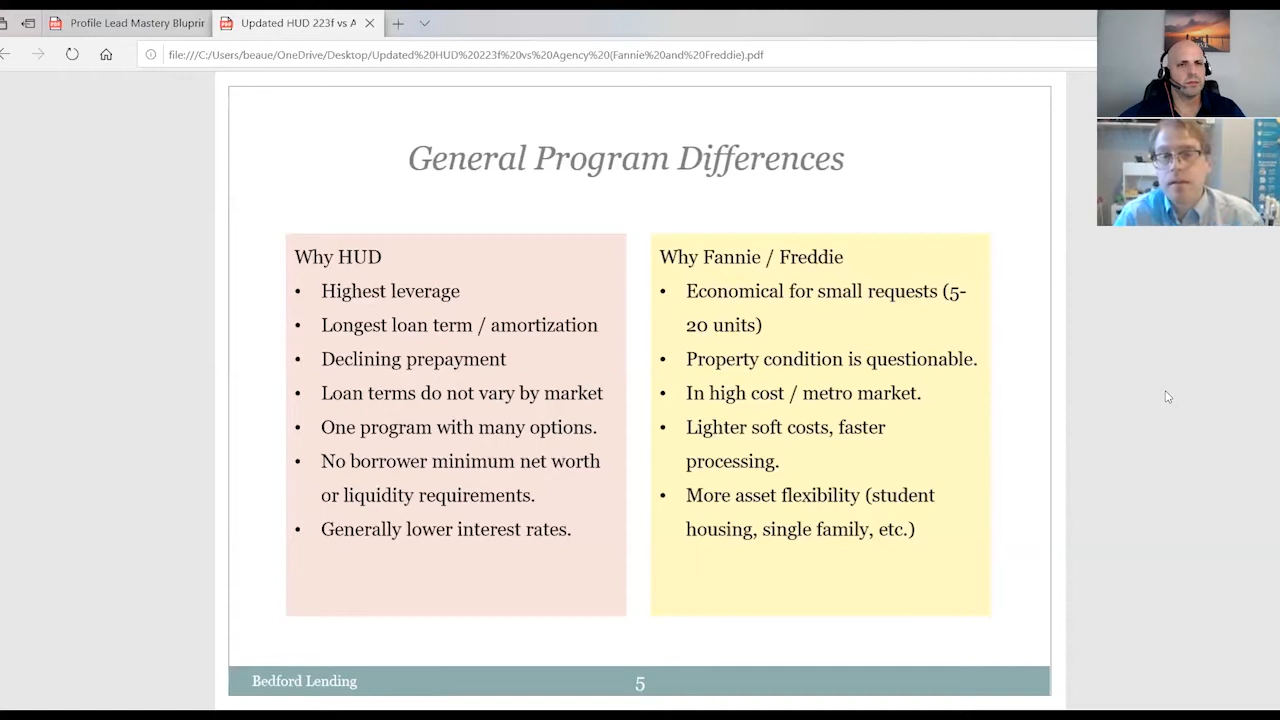 Profile Lead Mastery Bluprir
Updated HUD 223f vs A
file:///C:/Users/beaue/OneDrive/Desktop/Updated%20HUD%20223f%20vs%20Agency%20(Fannie%20and%20Freddie).pdf
General Program Differences
Why HUD
• Highest leverage
• Longest loan term / amortization
• Declining prepayment
• Loan terms do not vary by market
• One program with many options.
• No borrower minimum net worth
or liquidity requirements.
• Generally lower interest rates.
Why Fannie / Freddie
• Economical for small requests (5-
20 units)
• Property condition is questionable.
• In high cost / metro market.
• Lighter soft costs, faster
processing.
• More asset flexibility (student
housing, single family, etc.)
Bedford Lending
5